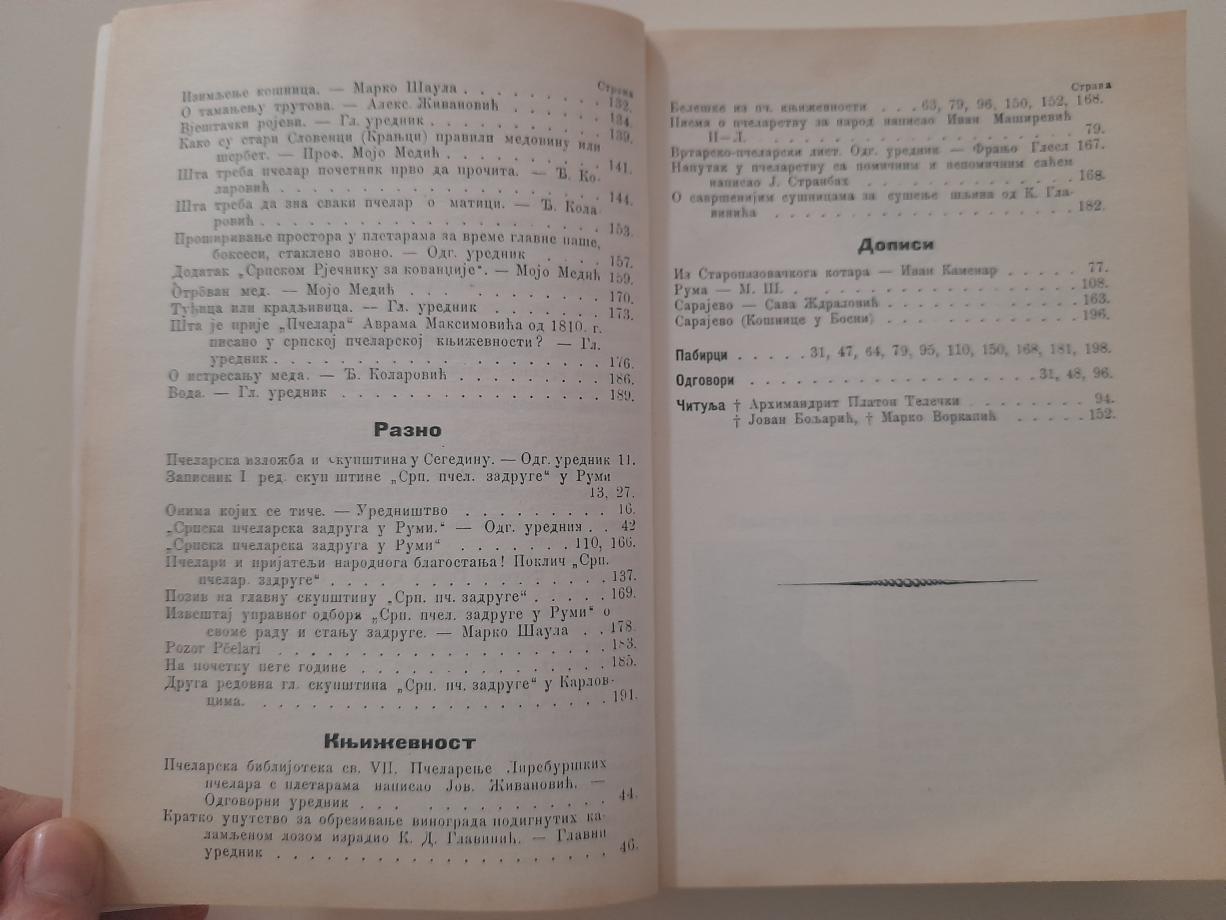 Страна
Изимљење кошница. — Марко Шаула . . . . . . . . 132.
О тамањењу трутова. — Алекс. Живановић . . . . . 134.
Вјештачки ројеви. — Гл. уредник . . . . . . . . . 139.
Како су стари Словенци (Крањци) правили медовину или
шербет. — Проф. Мојо Медић . . . . . . . . . 141.
Шта треба пчелар почетник прво да прочита. — Ђ. Ко-
ларовић . . . . . . . . . . . . . . . . . . 144.
Шта треба да зна сваки пчелар о матици. — Ђ. Кола-
ровић . . . . . . . . . . . . . . . . . . . 153.
Проширивање простора у плетарама за време главне паше,
боксеси, стаклено звоно. — Одг. уредник . . . . 157.
Додатак „Српском Рјечнику за кованџије“. — Мојо Медић 159.
Отрован мед. — Мојо Медић . . . . . . . . . . 170.
Туђица или крадљивица. — Гл. уредник . . . . . . . 173.
Шта је прије „Пчелара“ Аврама Максимовића од 1810. г.
писано у српској пчеларској књижевности? — Гл.
уредник . . . . . . . . . . . . . . . . . . 176.
О истресању меда. — Ђ. Коларовић . . . . . . . . . 186.
Вода. — Гл. уредник . . . . . . . . . . . . . . . . 189.
Разно
Пчеларска изложба и скупштина у Сегедину. — Одг. уредник 11.
Записник I ред. скуп штине „Срп. пчел. задруге“ у Руми
13, 27.
Онима којих се тиче. — Уредништво . . . . . . . . . 16.
„Српска пчеларска задруга у Руми.“ — Одг. уредния . . 42
„Српска пчеларска задруга у Руми“ . . . . . . . 110, 166.
Пчелари и пријатељи народнога благостања! Поклич „Срп.
пчелар. задруге“ . . . . . . . . . . . . . . . 137.
Позив на главну скупштину „Срп. пч. задруге“ . . . . . 169.
Извештај управног одбора „Срп. пчел. задруге у Руми“ о
своме раду и стању задруге. — Марко Шаула . . 178.
Pozor Pčelari . . . . . . . . . . . . . . . . . . . 183.
На почетку пете године . . . . . . . . . . . . . . 185.
Друга редовна гл. скупштина „Срп. пч. задруге“ у Карлов-
цима. . . . . . . . . . . . . . . . . . . . . 191.
Књижевност
Пчеларска библијотека св. VII. Пчеларење Лиребуршких
пчелара с плетарама написао Јов. Живановић. —
Одговорни уредник . . . . . . . . . . . . . . 44.
Кратко упутство за обрезивање винограда подигнутих ка-
ламљеном лозом израдио К. Д. Главинић. — Главни
уредник . . . . . . . . . . . . . . . . . . 46.
Страна
Белешке из пч. књижевности . . . 63, 79, 96, 150, 152, 168.
Писма о пчеларству за народ написао Иван Маширевић
П—Л. . . . . . . . . . . . . . . . . . . . 79.
Вртарско-пчеларски лист. Одг. уредник — Фрањо Глесл 167.
Напутак у пчеларству са помичним и непомичним саћем
написао Ј. Странбах . . . . . . . . . . . . . 168.
О савршенијим сушницама за сушење шљива од К. Гла-
винића . . . . . . . . . . . . . . . . . . . 182.
Дописи
Из Старопазовачкога котара — Иван Каменар . . . . . . 77.
Рума — М. Ш. . . . . . . . . . . . . . . . . . . . 108.
Сарајево — Сава Ждраловић . . . . . . . . . . . . . 163.
Сарајево (Кошнице у Босни) . . . . . . . . . . . . . 196.
Пабирци . . . . . 31, 47, 64, 79, 95, 110, 150, 168, 181, 198.
Одговори . . . . . . . . . . . . . . . . . . . . 31, 48, 96.
Читуља † Архимандрит Платон Телечки . . . . . . . . 94.
† Јован Бољарић, † Марко Воркапић . . . . . 152.